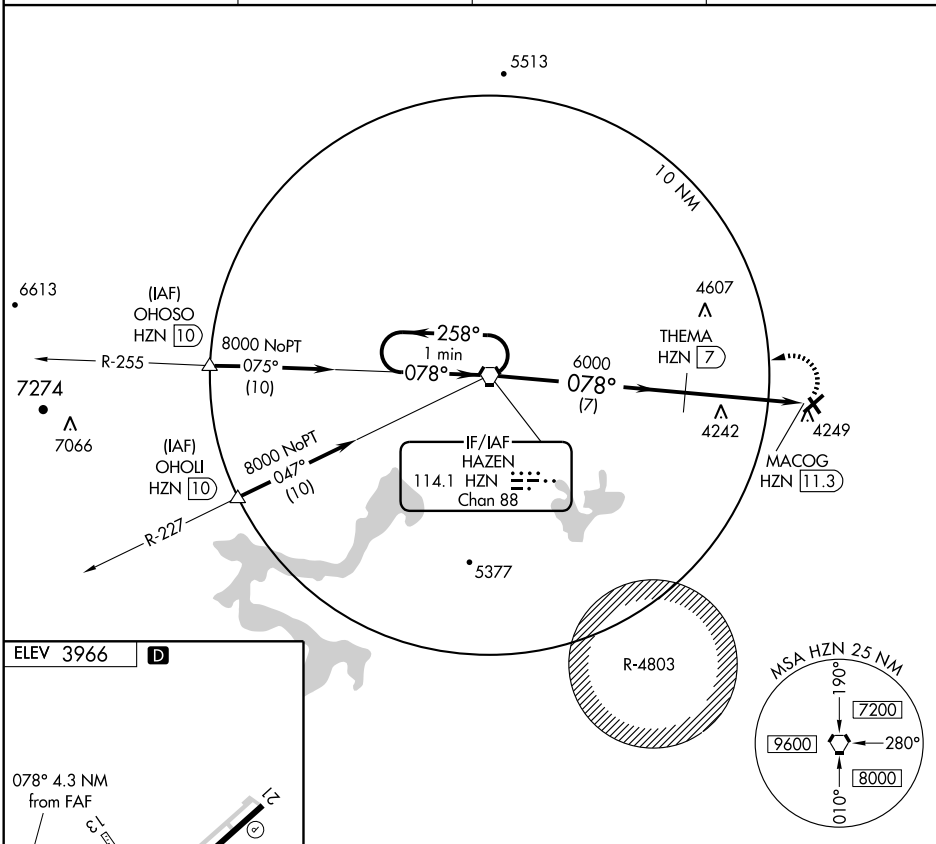 5513
10 NM
6613
(IAF)
OHOSO
HZN 10
R-255
8000 NoPT
075°
(10)
258°
1 min
078°
4607
THEMA
HZN 7
6000
078°
(7)
7274
7066
4242
4249
MACOG
HZN 11.3
(IAF)
OHOLI
HZN 10
8000 NoPT
047°
(10)
R-227
IF/IAF
HAZEN
114.1 HZN
Chan 88
5377
R-4803
MSA HZN 25 NM
190°
7200
9600
280°
8000
010°
ELEV 3966 D
078° 4.3 NM
from FAF
13
21
P